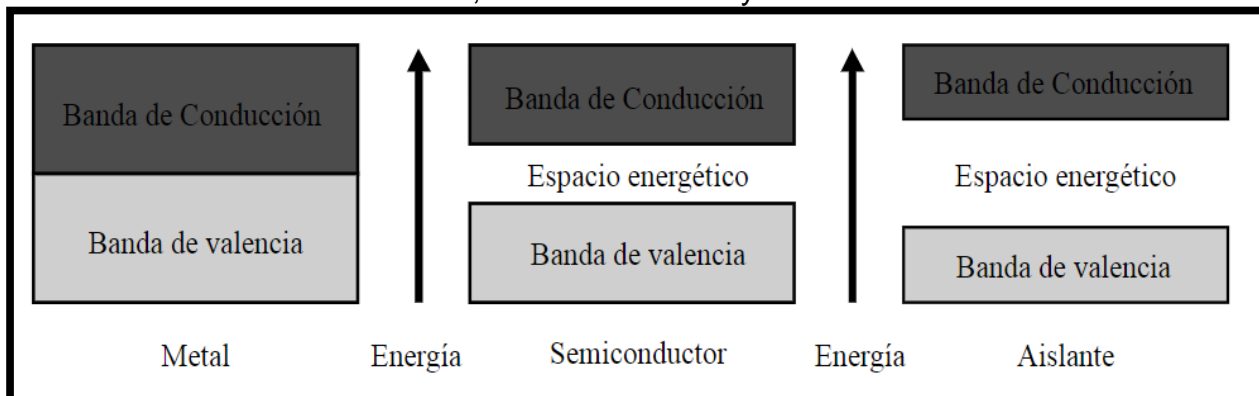 Banda de Conducción
Banda de Conducción
Banda de Conducción
Espacio energético
Espacio energético
Banda de valencia
Banda de valencia
Banda de valencia
Metal
Energía
Semiconductor
Energía
Aislante